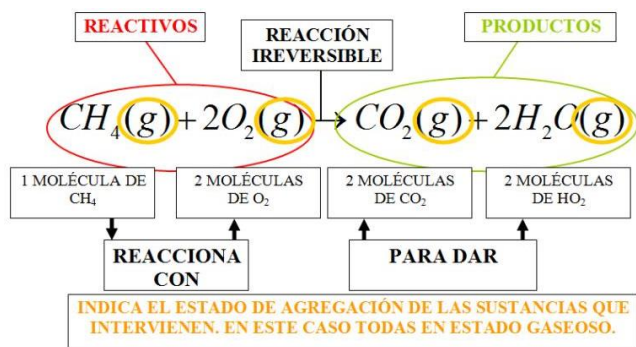 REACTIVOS
REACCIÓN
IREVERSIBLE
PRODUCTOS
CH₄(g)+2O₂(g)→CO₂(g)+2H₂O(g)
1 MOLÉCULA DE
CH₄
2 MOLÉCULAS
DE O₂
2 MOLÉCULAS
DE CO₂
2 MOLÉCULAS
DE HO₂
REACCIONA
CON
PARA DAR
INDICA EL ESTADO DE AGREGACIÓN DE LAS SUSTANCIAS QUE
INTERVIENEN. EN ESTE CASO TODAS EN ESTADO GASEOSO.